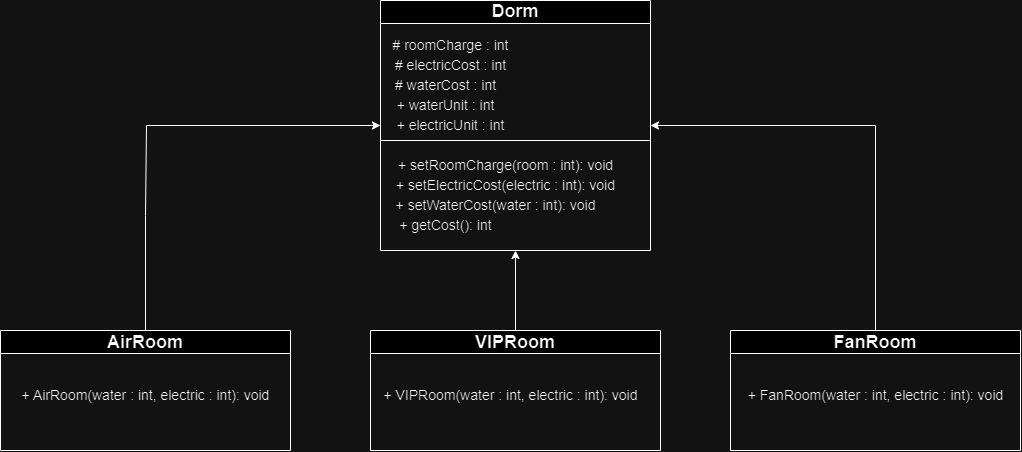 Dorm
# roomCharge : int
# electricCost : int
# waterCost : int
+ waterUnit : int
+ electricUnit : int
+ setRoomCharge(room : int): void
+ setElectricCost(electric : int): void
+ setWaterCost(water : int): void
+ getCost(): int
AirRoom
+ AirRoom(water : int, electric : int): void
VIPRoom
+ VIPRoom(water : int, electric : int): void
FanRoom
+ FanRoom(water : int, electric : int): void